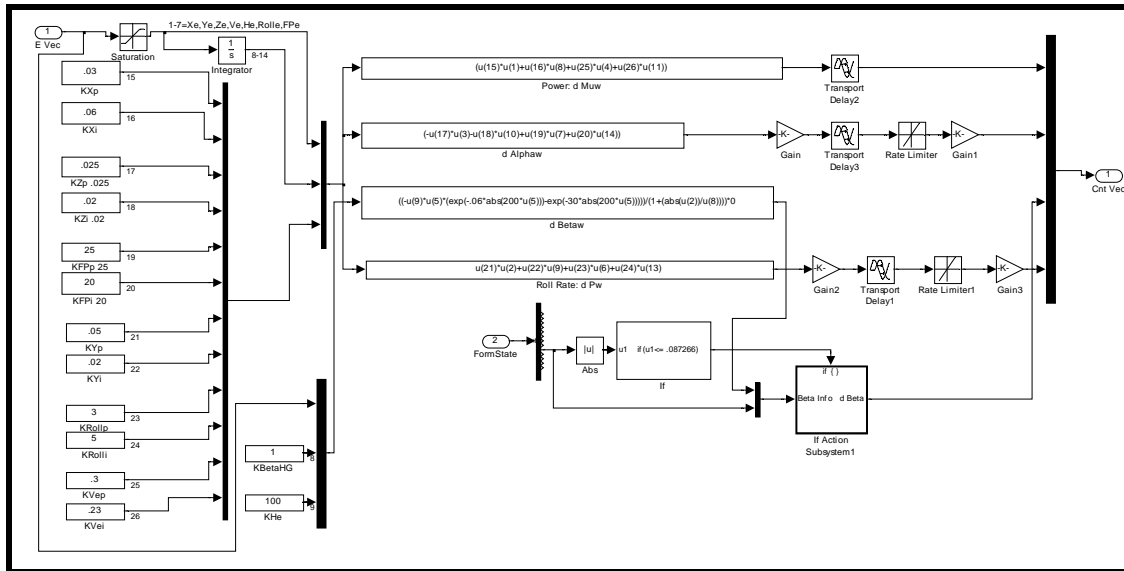 1
E Vec
Saturation
1-7=Xe,Ye,Ze,Ve,He,Rolle,FPe
1
s
8-14
Integrator
.03
15
KXp
.06
16
KXi
.025
17
KZp .025
.02
18
KZi .02
25
19
KFPp 25
20
20
KFPi 20
.05
21
KYp
.02
22
KYi
3
23
KRollp
5
24
KRolli
.3
25
KVep
.23
26
KVei
1
8
KBetaHG
100
9
KHe
(u(15)*u(1)+u(16)*u(8)+u(25)*u(4)+u(26)*u(11))
Power: d Muw
Transport
Delay2
(-u(17)*u(3)-u(18)*u(10)+u(19)*u(7)+u(20)*u(14))
d Alphaw
-K-
Gain
Transport
Delay3
Rate Limiter
-K-
Gain1
((-u(9)*u(5)*(exp(-.06*abs(200*u(5)))-exp(-30*abs(200*u(5)))))/(1+(abs(u(2))/u(8))))*0
d Betaw
u(21)*u(2)+u(22)*u(9)+u(23)*u(6)+u(24)*u(13)
Roll Rate: d Pw
-K-
Gain2
Transport
Delay1
Rate Limiter1
-K-
Gain3
1
Cnt Vec
2
FormState
|u|
Abs
u1 if(u1<= .087266)
If
if { }
Beta Info d Beta
If Action
Subsystem1